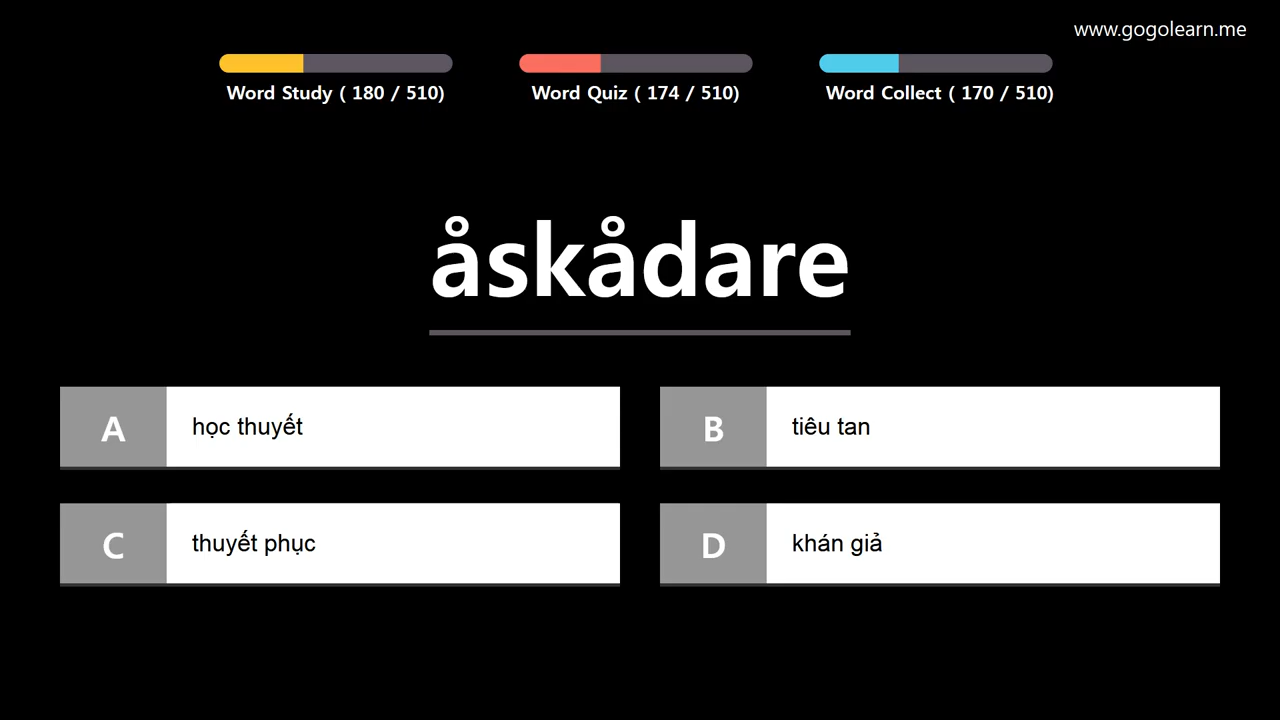 www.gogolearn.me
Word Study ( 180 / 510)
Word Quiz ( 174 / 510)
Word Collect ( 170 / 510)
åskådare
A
học thuyết
B
tiêu tan
C
thuyết phục
D
khán giả